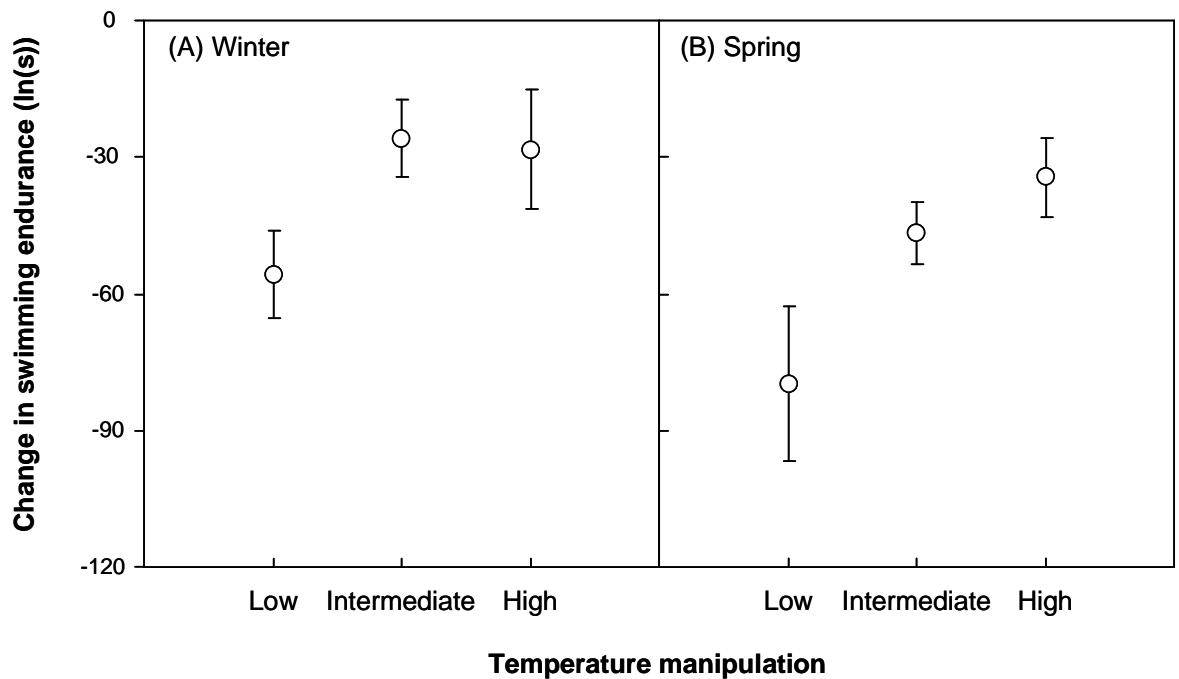 Change in swimming endurance (ln(s))
0
-30
-60
-90
-120
(A) Winter
(B) Spring
Low Intermediate High
Low Intermediate High
Temperature manipulation